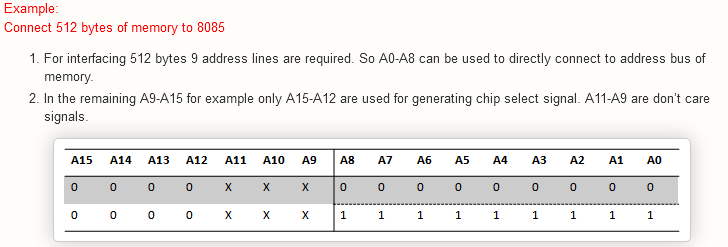 Example:
Connect 512 bytes of memory to 8085
1. For interfacing 512 bytes 9 address lines are required. So A0-A8 can be used to directly connect to address bus of
memory.
2. In the remaining A9-A15 for example only A15-A12 are used for generating chip select signal. A11-A9 are don't care
signals.
A15 A14 A13 A12 A11 A10 A9 A8 A7 A6 A5 A4 A3 A2 A1 A0
0 0 0 0 X X X 0 0 0 0 0 0 0 0 0
0 0 0 0 X X X 1 1 1 1 1 1 1 1 1